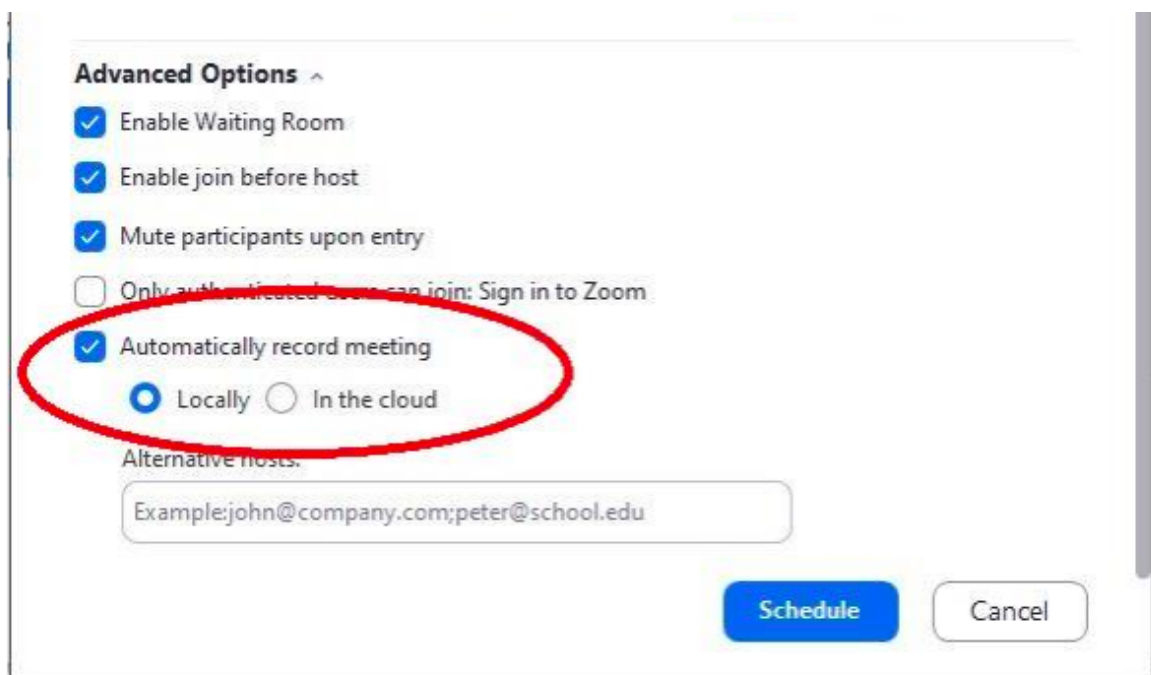 Advanced Options
Enable Waiting Room
Enable join before host
Mute participants upon entry
Only authenticated users can join: Sign in to Zoom
Automatically record meeting
Locally In the cloud
Alternative hosts:
Example:john@company.com;peter@school.edu
Schedule Cancel